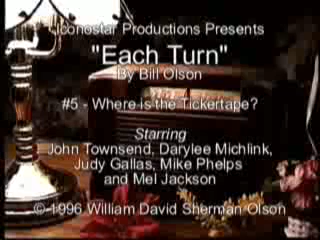 Iconostar Productions Presents
"Each Turn"
By Bill Olson
#5 - Where is the Tickertape?
Starring
John Townsend, Darylee Michlink,
Judy Gallas, Mike Phelps
and Mel Jackson
© 1996 William David Sherman Olson